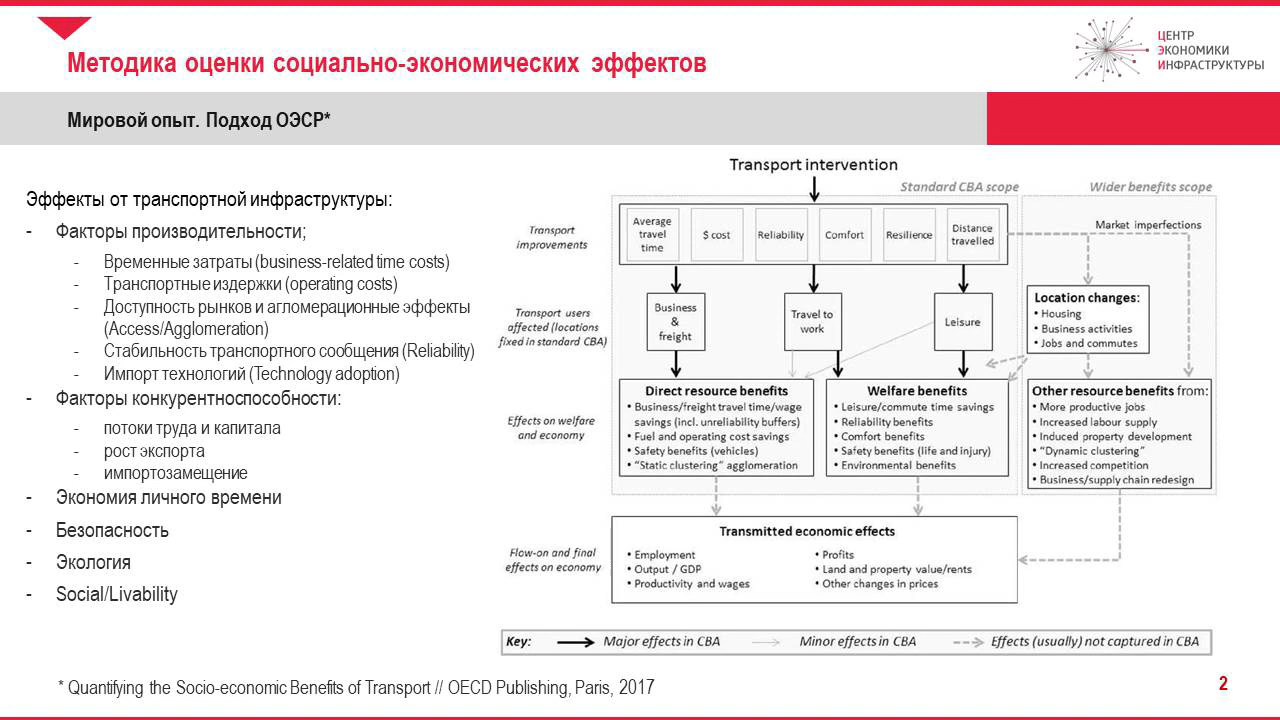 Методика оценки социально-экономических эффектов
ЦЕНТР
ЭКОНОМИКИ
ИНФРАСТРУКТУРЫ
Мировой опыт. Подход ОЭСР*
Эффекты от транспортной инфраструктуры:
- Факторы производительности;
- Временные затраты (business-related time costs)
- Транспортные издержки (operating costs)
- Доступность рынков и агломерационные эффекты
(Access/Agglomeration)
- Стабильность транспортного сообщения (Reliability)
- Импорт технологий (Technology adoption)
- Факторы конкурентноспособности:
- потоки труда и капитала
- рост экспорта
- импортозамещение
- Экономия личного времени
- Безопасность
- Экология
- Social/Livability
Transport intervention
Standard CBA scope
Wider benefits scope
Transport
improvements
Average
travel
time
$ cost
Reliability
Comfort
Resilience
Distance
travelled
Market imperfections
Transport users
affected (locations
fixed in standard CBA)
Business
&
freight
Travel to
work
Leisure
Location changes:
• Housing
• Business activities
• Jobs and commutes
Effects on welfare
and economy
Direct resource benefits
• Business/freight travel time/wage
savings (incl. unreliability buffers)
• Fuel and operating cost savings
• Safety benefits (vehicles)
• “Static clustering” agglomeration
Welfare benefits
• Leisure/commute time savings
• Reliability benefits
• Comfort benefits
• Safety benefits (life and injury)
• Environmental benefits
Other resource benefits from:
• More productive jobs
• Increased labour supply
• Induced property development
• “Dynamic clustering”
• Increased competition
• Business/supply chain redesign
Flow-on and final
effects on economy
Transmitted economic effects
• Employment
• Output / GDP
• Productivity and wages
• Profits
• Land and property value/rents
• Other changes in prices
Key:
Major effects in CBA
Minor effects in CBA
Effects (usually) not captured in CBA
* Quantifying the Socio-economic Benefits of Transport // OECD Publishing, Paris, 2017
2